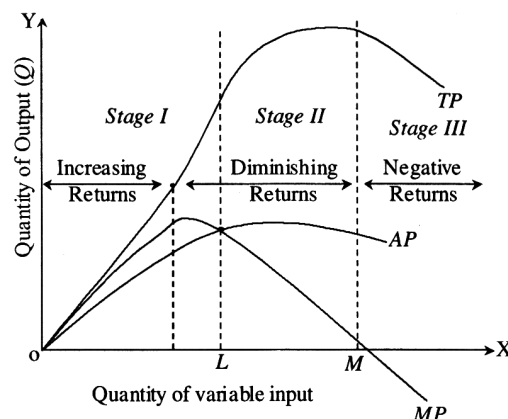 Y
Quantity of Output (Q)
Stage I
Stage II
TP
Stage III
Increasing
Returns
Diminishing
Returns
Negative
Returns
AP
o
L
M
X
Quantity of variable input
MP